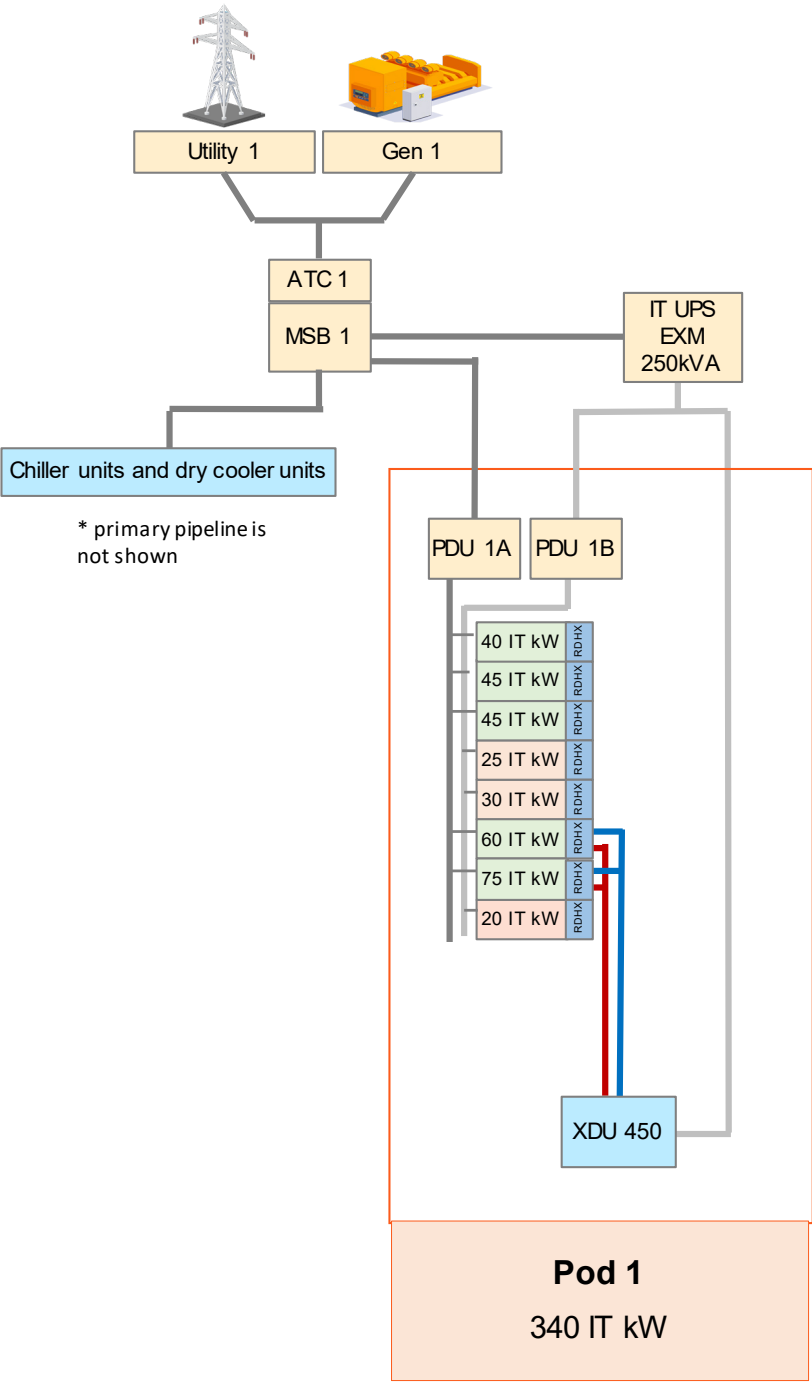 Utility 1
Gen 1
ATC 1
MSB 1
IT UPS
EXM
250kVA
Chiller units and dry cooler units
* primary pipeline is
not shown
PDU 1A
PDU 1B
40 IT kW RDHX
45 IT kW RDHX
45 IT kW RDHX
25 IT kW RDHX
30 IT kW RDHX
60 IT kW RDHX
75 IT kW RDHX
20 IT kW RDHX
XDU 450
Pod 1
340 IT kW